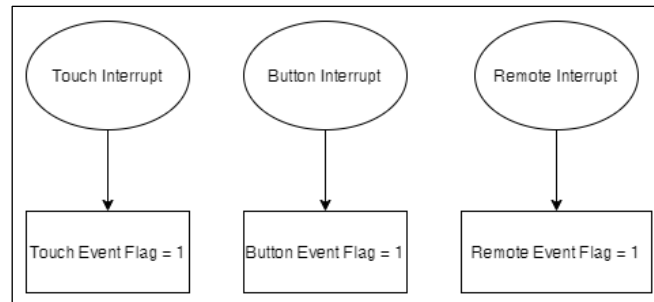 Touch Interrupt
Button Interrupt
Remote Interrupt
Touch Event Flag = 1
Button Event Flag = 1
Remote Event Flag = 1